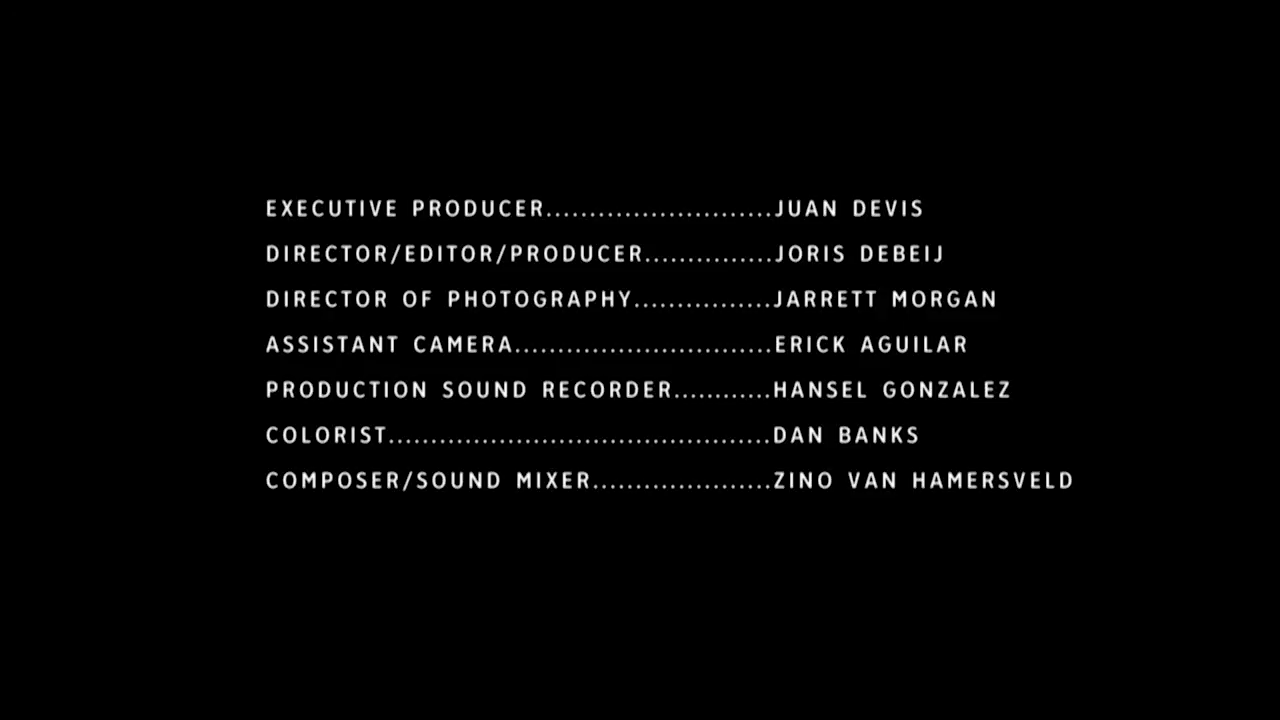 EXECUTIVE PRODUCER..........................JUAN DEVIS
DIRECTOR/EDITOR/PRODUCER...............JORIS DEBEIJ
DIRECTOR OF PHOTOGRAPHY................JARRETT MORGAN
ASSISTANT CAMERA..............................ERICK AGUILAR
PRODUCTION SOUND RECORDER...........HANSEL GONZALEZ
COLORIST............................................DAN BANKS
COMPOSER/SOUND MIXER.....................ZINO VAN HAMERSVELD